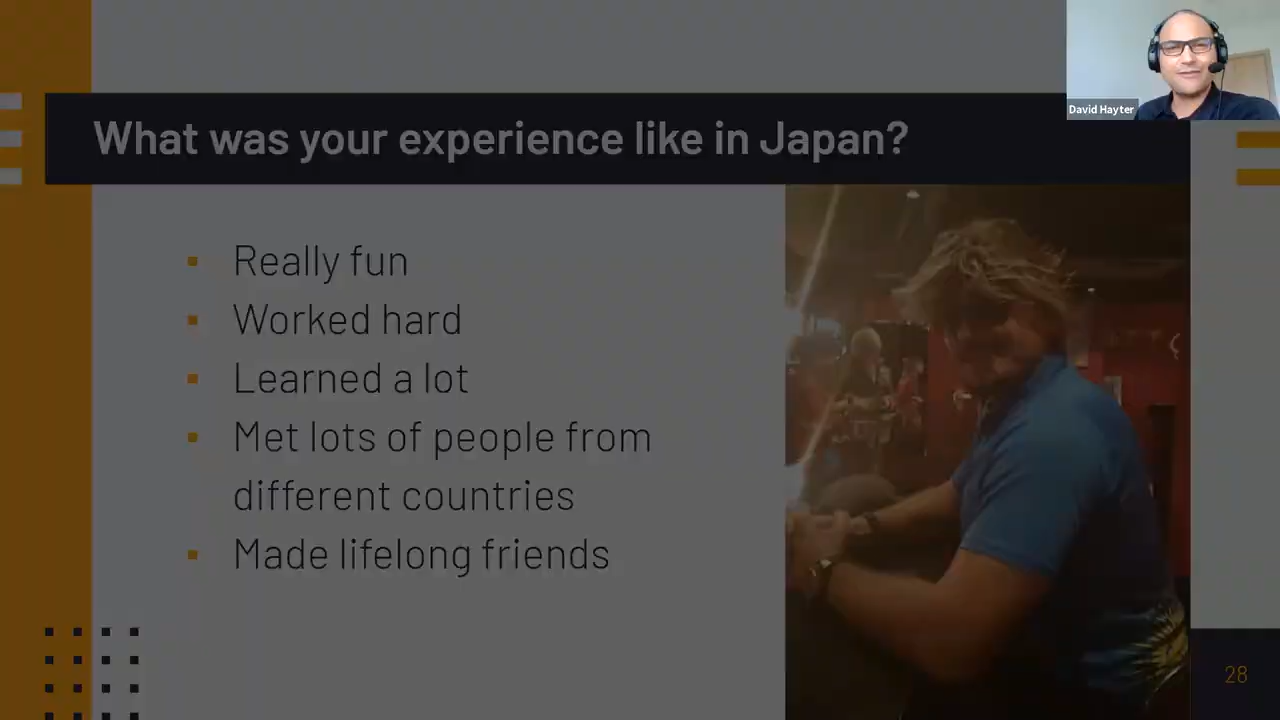 David Hayter
What was your experience like in Japan?
Really fun
Worked hard
Learned a lot
Met lots of people from
different countries
Made lifelong friends
28